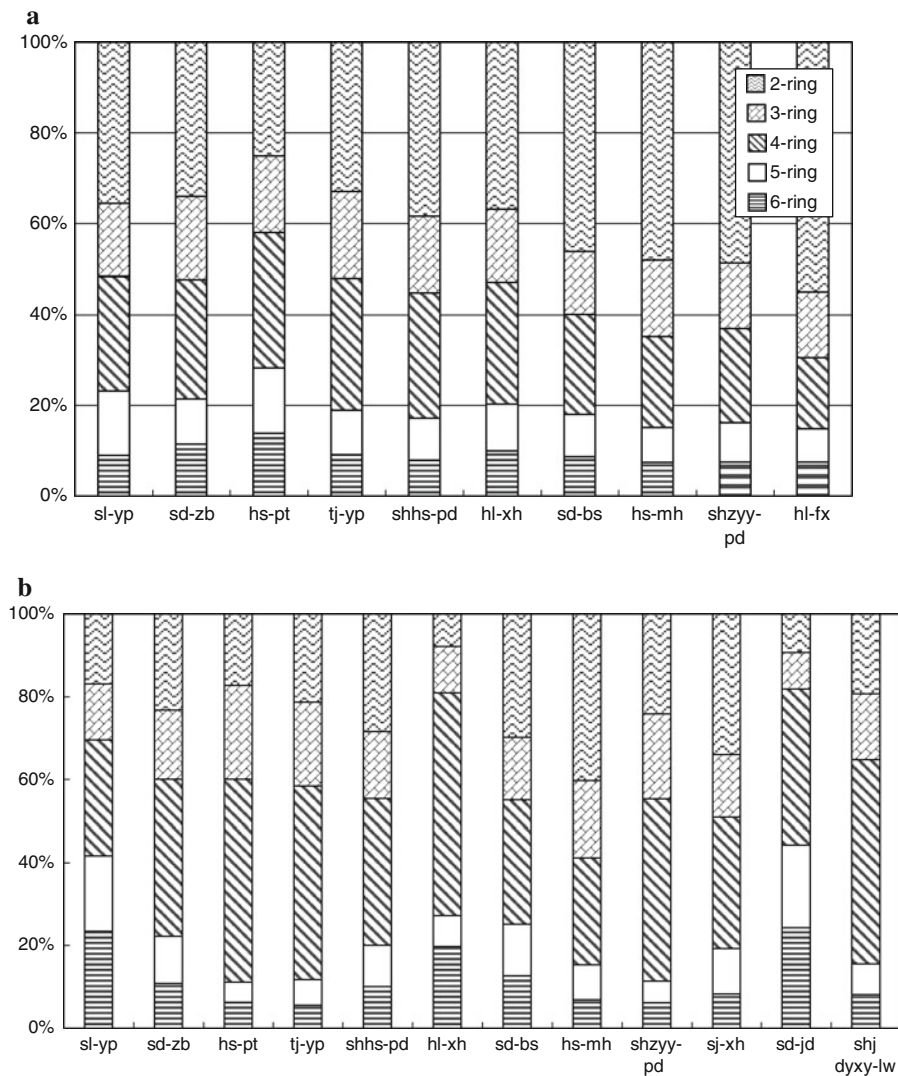 a
100%
80%
60%
40%
20%
0%
2-ring
3-ring
4-ring
5-ring
6-ring
sl-yp sd-zb hs-pt tj-yp shhs-pd hl-xh sd-bs hs-mh shzyy- hl-fx
pd
b
100%
80%
60%
40%
20%
0%
sl-yp sd-zb hs-pt tj-yp shhs-pd hl-xh sd-bs hs-mh shzyy- sj-xh sd-jd shj
pd dyxy-lw